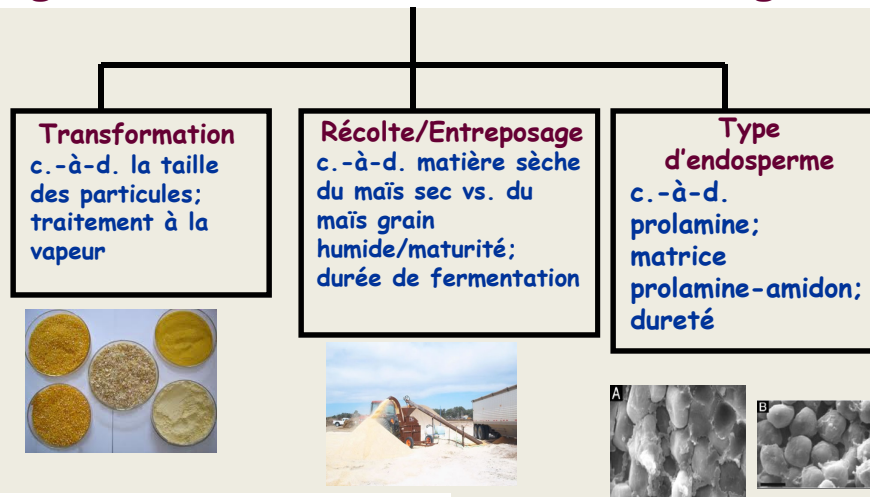 Transformation
c.-à-d. la taille
des particules;
traitement à la
vapeur
Récolte/Entreposage
c.-à-d. matière sèche
du maïs sec vs. du
maïs grain
humide/maturité;
durée de fermentation
Type
d'endosperme
c.-à-d.
prolamine;
matrice
prolamine-amidon;
dureté
A
B